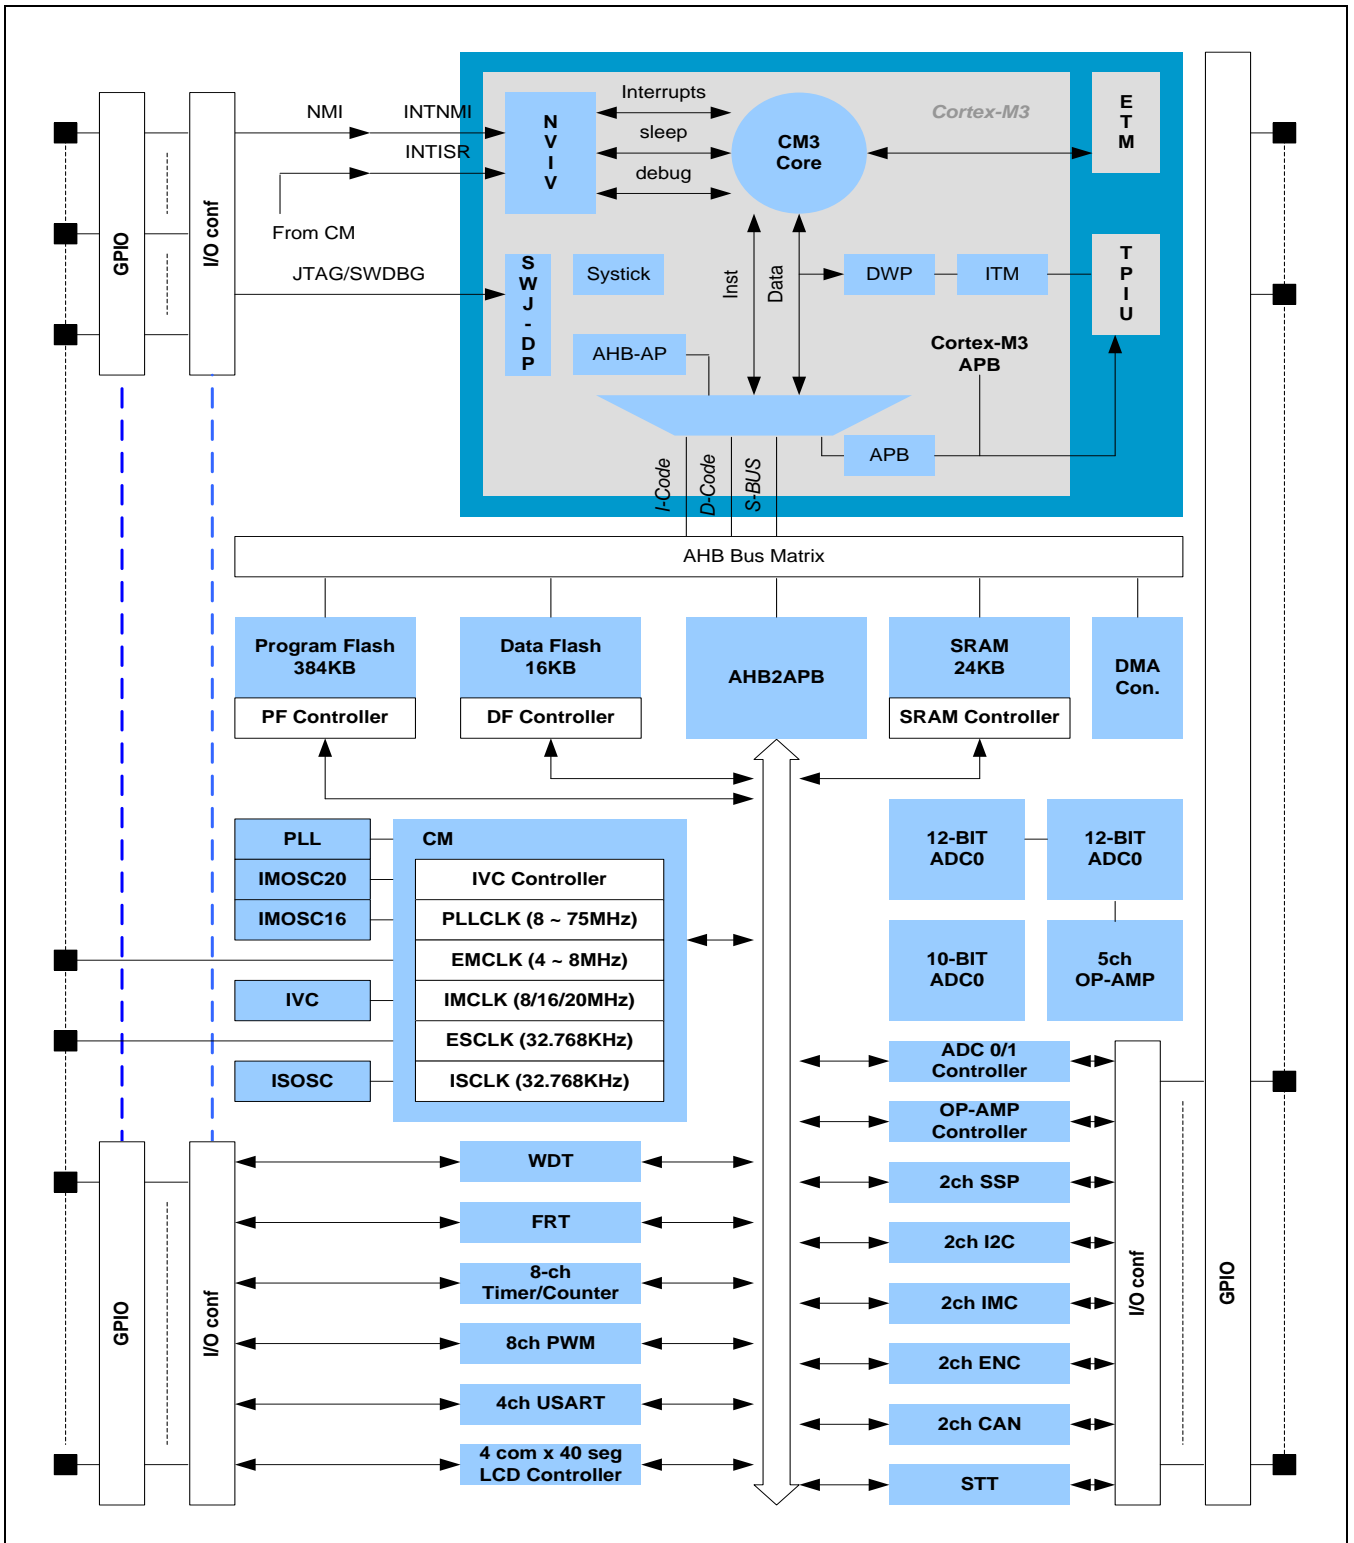 NMI
INTNMI
INTISR
From CM
JTAG/SWDBG
GPIO
I/O conf
NVIV
Interrupts
sleep
debug
CM3
Core
Cortex-M3
ETM
SWJ-DP
Systick
AHB-AP
Inst
Data
DWP
ITM
TPIU
Cortex-M3
APB
APB
I-Code
D-Code
S-BUS
AHB Bus Matrix
Program Flash
384KB
PF Controller
Data Flash
16KB
DF Controller
AHB2APB
SRAM
24KB
SRAM Controller
DMA
Con.
PLL
IMOSC20
IMOSC16
IVC
ISOSC
CM
IVC Controller
PLLCLK (8 ~ 75MHz)
EMCLK (4 ~ 8MHz)
IMCLK (8/16/20MHz)
ESCLK (32.768KHz)
ISCLK (32.768KHz)
12-BIT
ADC0
12-BIT
ADC0
10-BIT
ADC0
5ch
OP-AMP
GPIO
I/O conf
WDT
FRT
8-ch
Timer/Counter
8ch PWM
4ch USART
4 com x 40 seg
LCD Controller
ADC 0/1
Controller
OP-AMP
Controller
2ch SSP
2ch I2C
2ch IMC
2ch ENC
2ch CAN
STT
I/O conf
GPIO